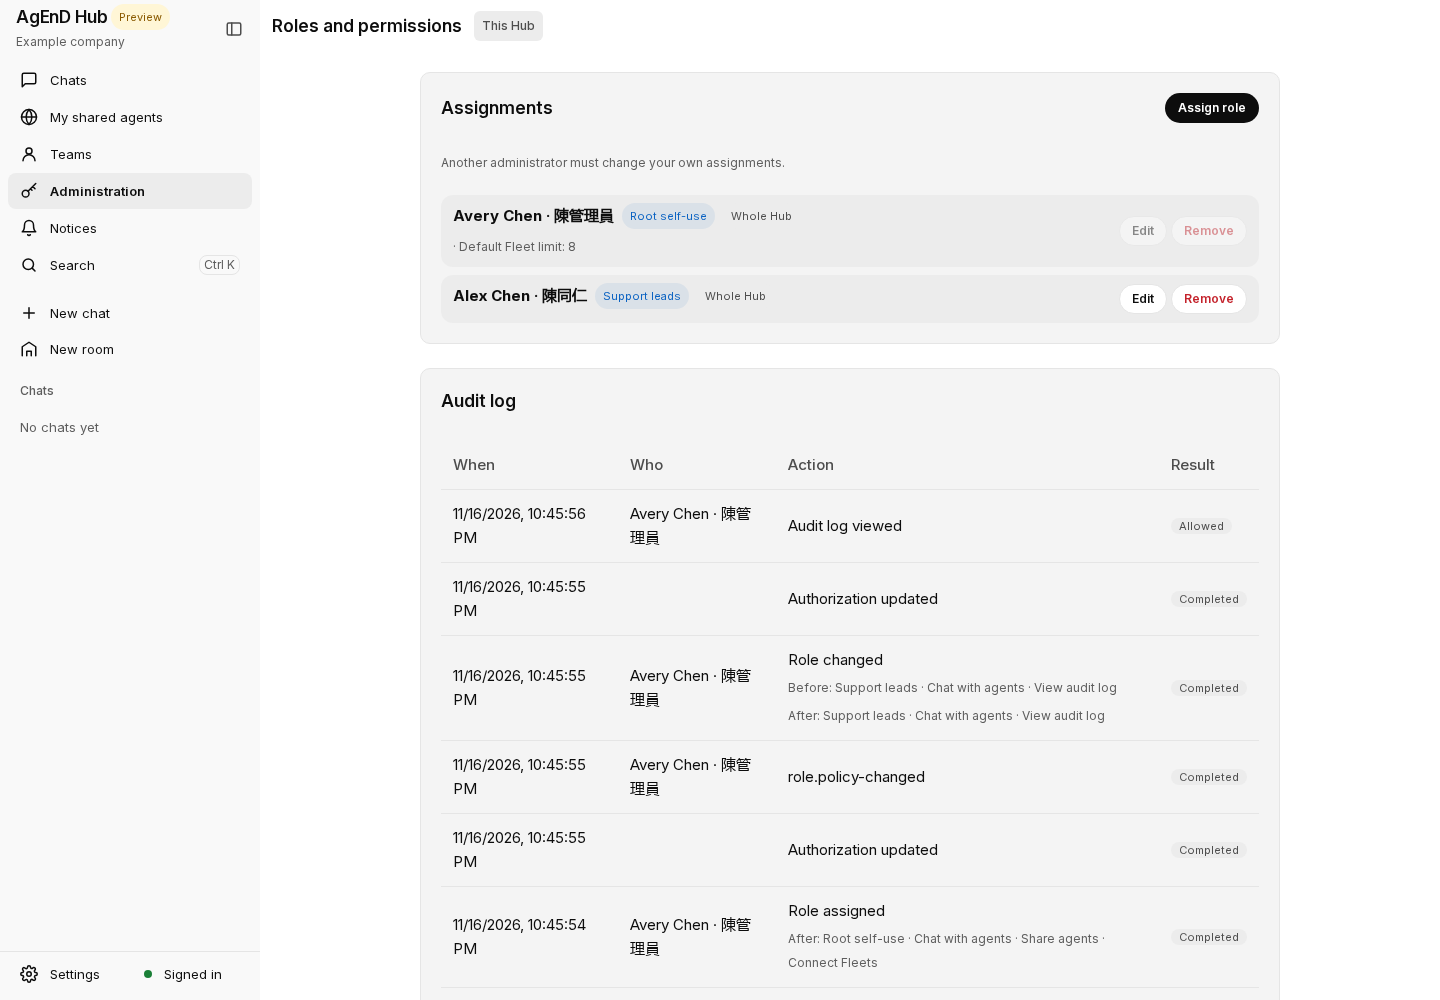 AgEnD Hub Preview
Example company
Chats
My shared agents
Teams
Administration
Notices
Search Ctrl K
New chat
New room
Chats
No chats yet
Settings Signed in
Roles and permissions This Hub
Assignments Assign role
Another administrator must change your own assignments.
Avery Chen · 陳管理員 Root self-use Whole Hub Edit Remove
· Default Fleet limit: 8
Alex Chen · 陳同仁 Support leads Whole Hub Edit Remove
Audit log
When Who Action Result
11/16/2026, 10:45:56 PM Avery Chen · 陳管理員 Audit log viewed Allowed
11/16/2026, 10:45:55 PM Authorization updated Completed
11/16/2026, 10:45:55 PM Avery Chen · 陳管理員 Role changed Completed
Before: Support leads · Chat with agents · View audit log
After: Support leads · Chat with agents · View audit log
11/16/2026, 10:45:55 PM Avery Chen · 陳管理員 role.policy-changed Completed
11/16/2026, 10:45:55 PM Authorization updated Completed
11/16/2026, 10:45:54 PM Avery Chen · 陳管理員 Role assigned Completed
After: Root self-use · Chat with agents · Share agents ·
Connect Fleets